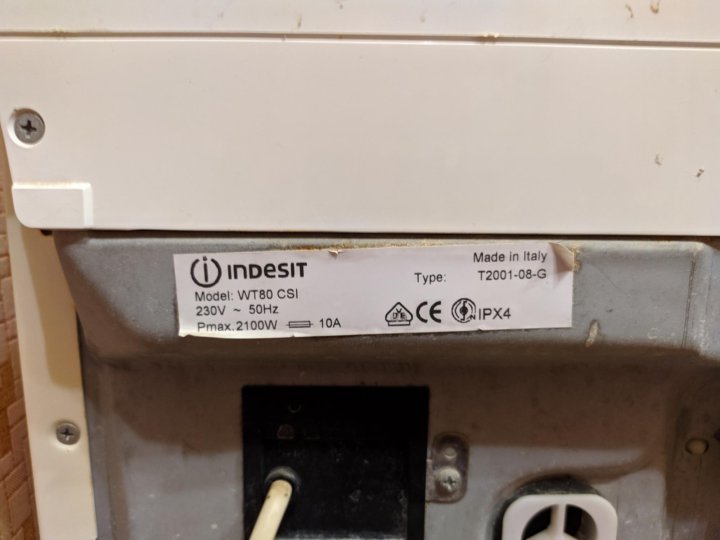 INDESIT
Made in Italy
Model: WT80 CSI
Type: T2001-08-G
230V ~ 50Hz
Pmax.2100W 10A
CE IPX4